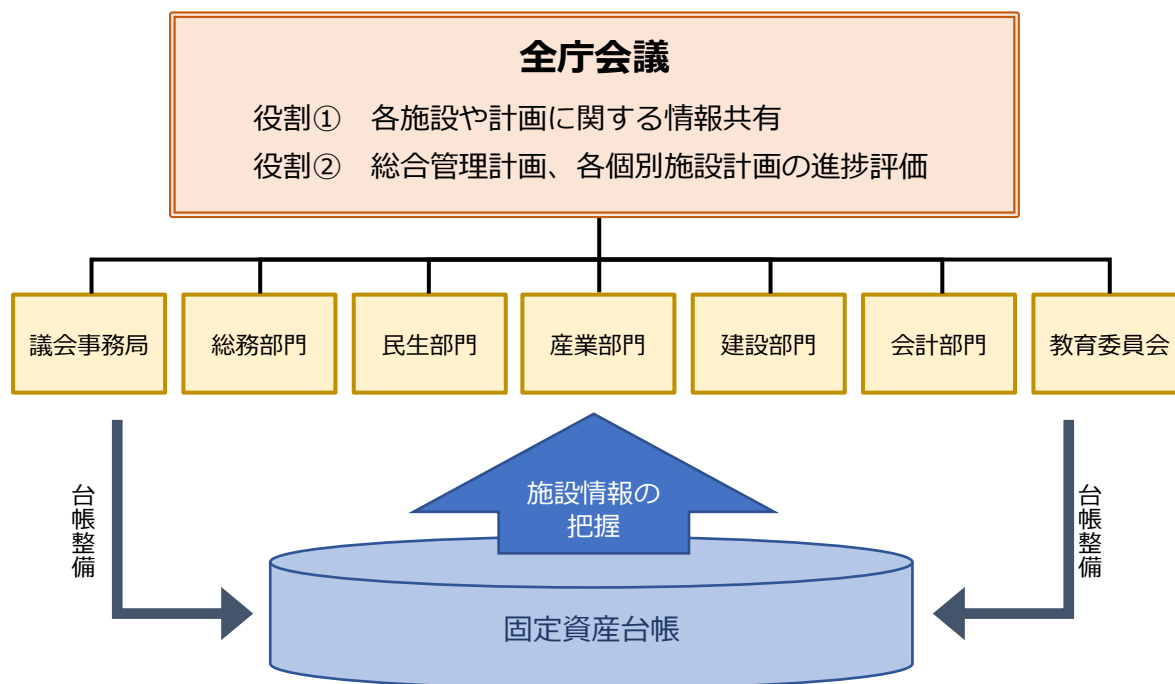 全庁会議
役割① 各施設や計画に関する情報共有
役割② 総合管理計画、各個別施設計画の進捗評価
議会事務局
総務部門
民生部門
産業部門
建設部門
会計部門
教育委員会
台帳整備
施設情報の
把握
台帳整備
固定資産台帳